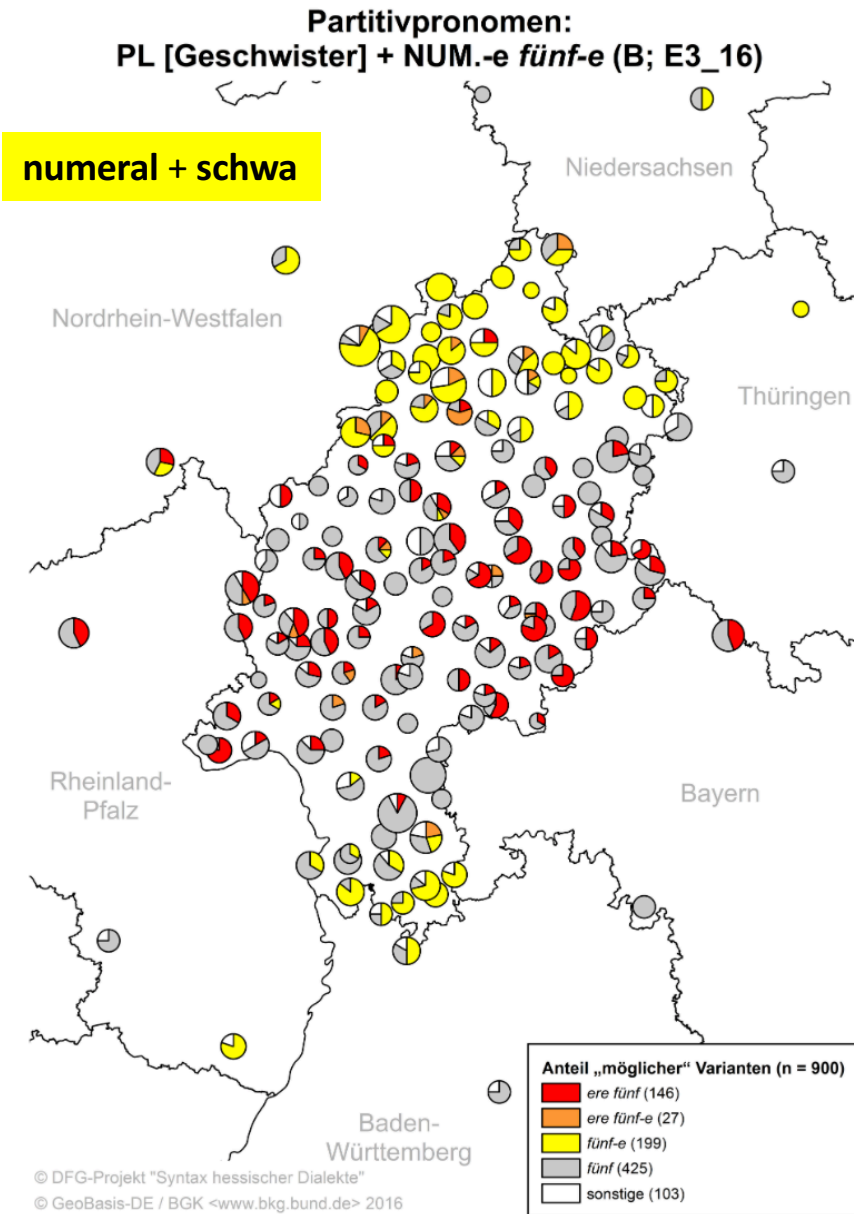 Partitivpronomen:
PL [Geschwister] + NUM.-e fünf-e (B; E3_16)
numeral + schwa
Niedersachsen
Nordrhein-Westfalen
Thüringen
Rheinland-
Pfalz
Bayern
Baden-
Württemberg
Anteil „möglicher“ Varianten (n = 900)
ere fünf (146)
ere fünf-e (27)
fünf-e (199)
fünf (425)
sonstige (103)
© DFG-Projekt "Syntax hessischer Dialekte"
© GeoBasis-DE / BGK <www.bkg.bund.de> 2016